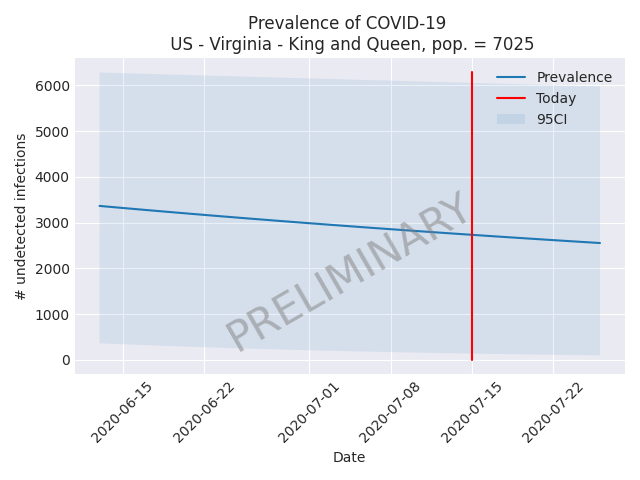 Prevalence of COVID-19
US - Virginia - King and Queen, pop. = 7025
# undetected infections
6000
5000
4000
3000
2000
1000
0
Prevalence
Today
95CI
PRELIMINARY
2020-06-15
2020-06-22
2020-07-01
2020-07-08
2020-07-15
2020-07-22
Date